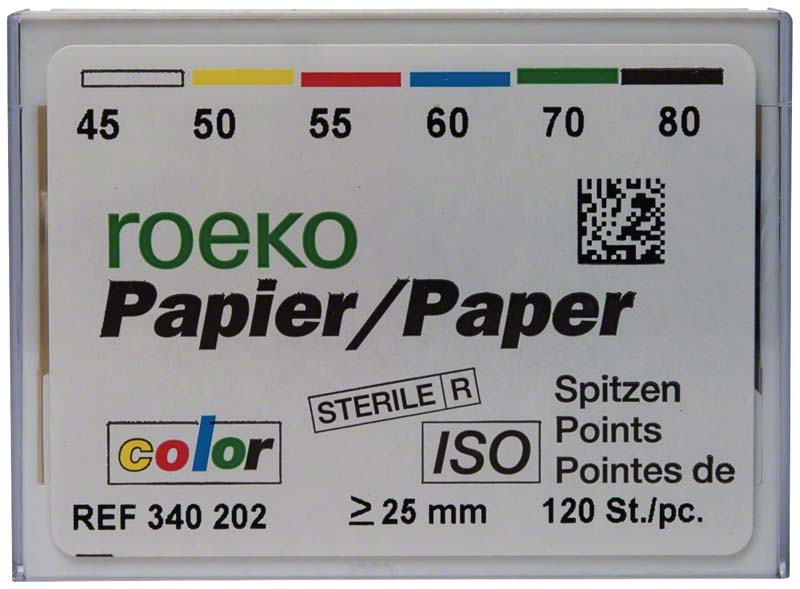 45 50 55 60 70 80
roeko
Papier/Paper
STERILE R
Spitzen
Points
Pointes de
color
ISO
REF 340 202
≥ 25 mm
120 St./pc.